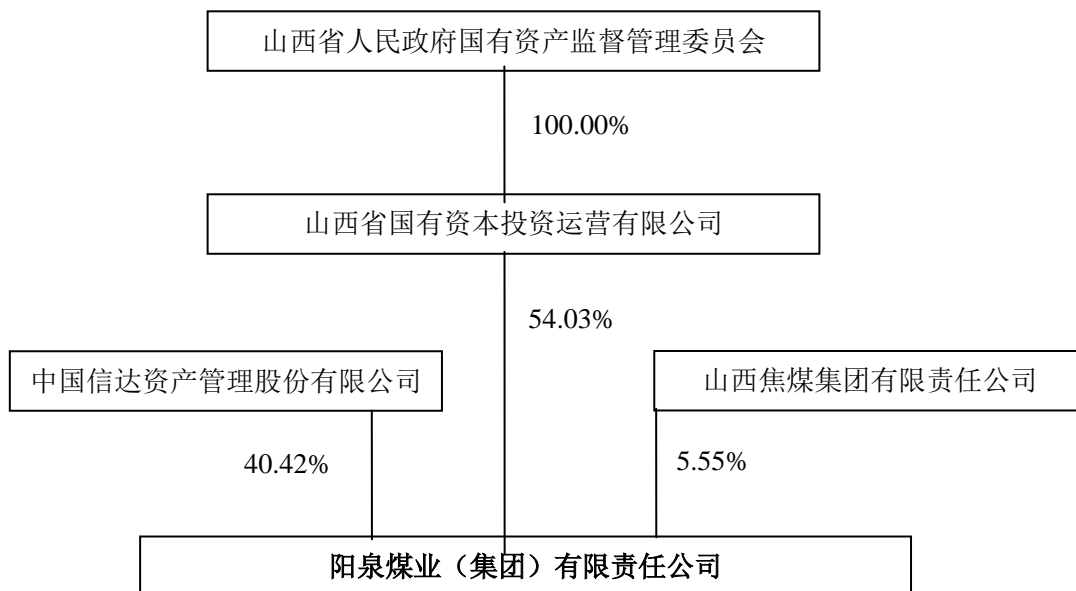 山西省人民政府国有资产监督管理委员会
100.00%
山西省国有资本投资运营有限公司
54.03%
中国信达资产管理股份有限公司
山西焦煤集团有限责任公司
40.42%
5.55%
阳泉煤业（集团）有限责任公司